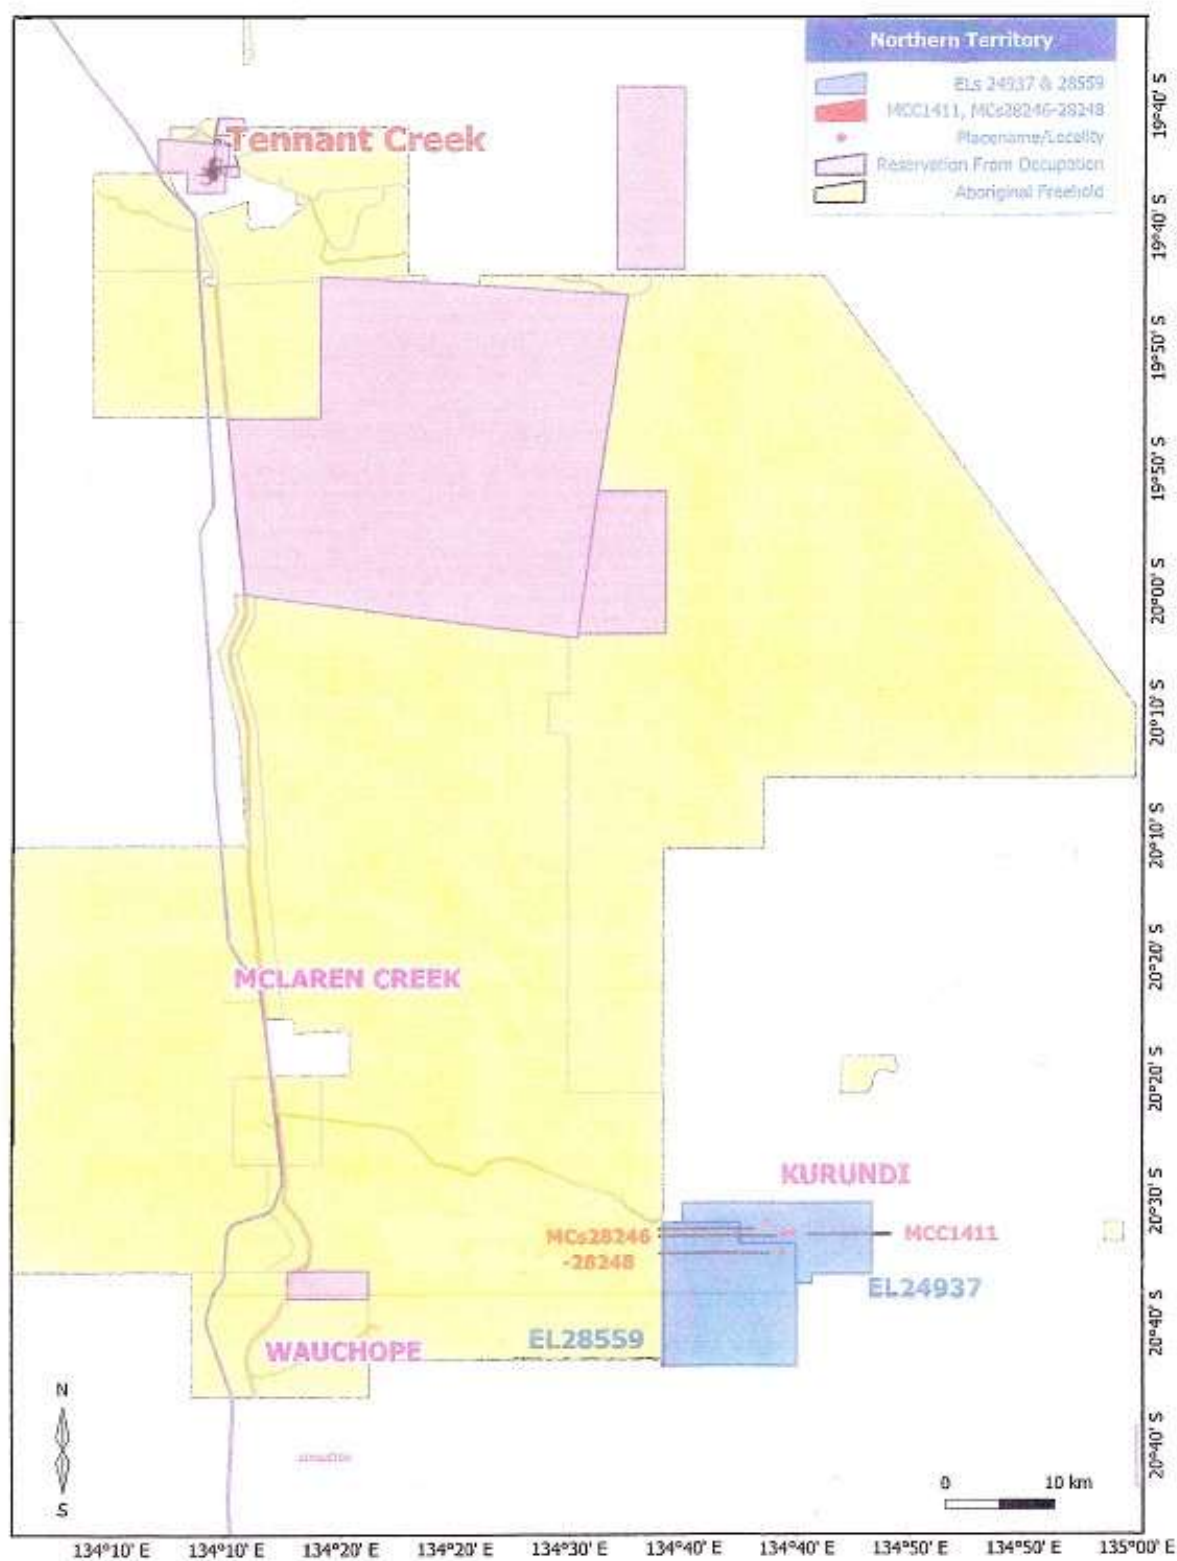 Northern Territory
ELs 24937 & 28559
MCC1411, MCs28246-28248
Placename/Locality
Reservation From Occupation
Aboriginal Freehold
Tennant Creek
19°40' S
19°40' S
19°50' S
19°50' S
20°00' S
20°10' S
20°10' S
20°20' S
20°20' S
20°30' S
20°40' S
20°40' S
MCLAREN CREEK
KURUNDI
MCs28246
-28248
MCC1411
EL24937
EL28559
WAUCHOPE
N
S
0 10 km
134°10' E 134°10' E 134°20' E 134°20' E 134°30' E 134°40' E 134°40' E 134°50' E 135°00' E